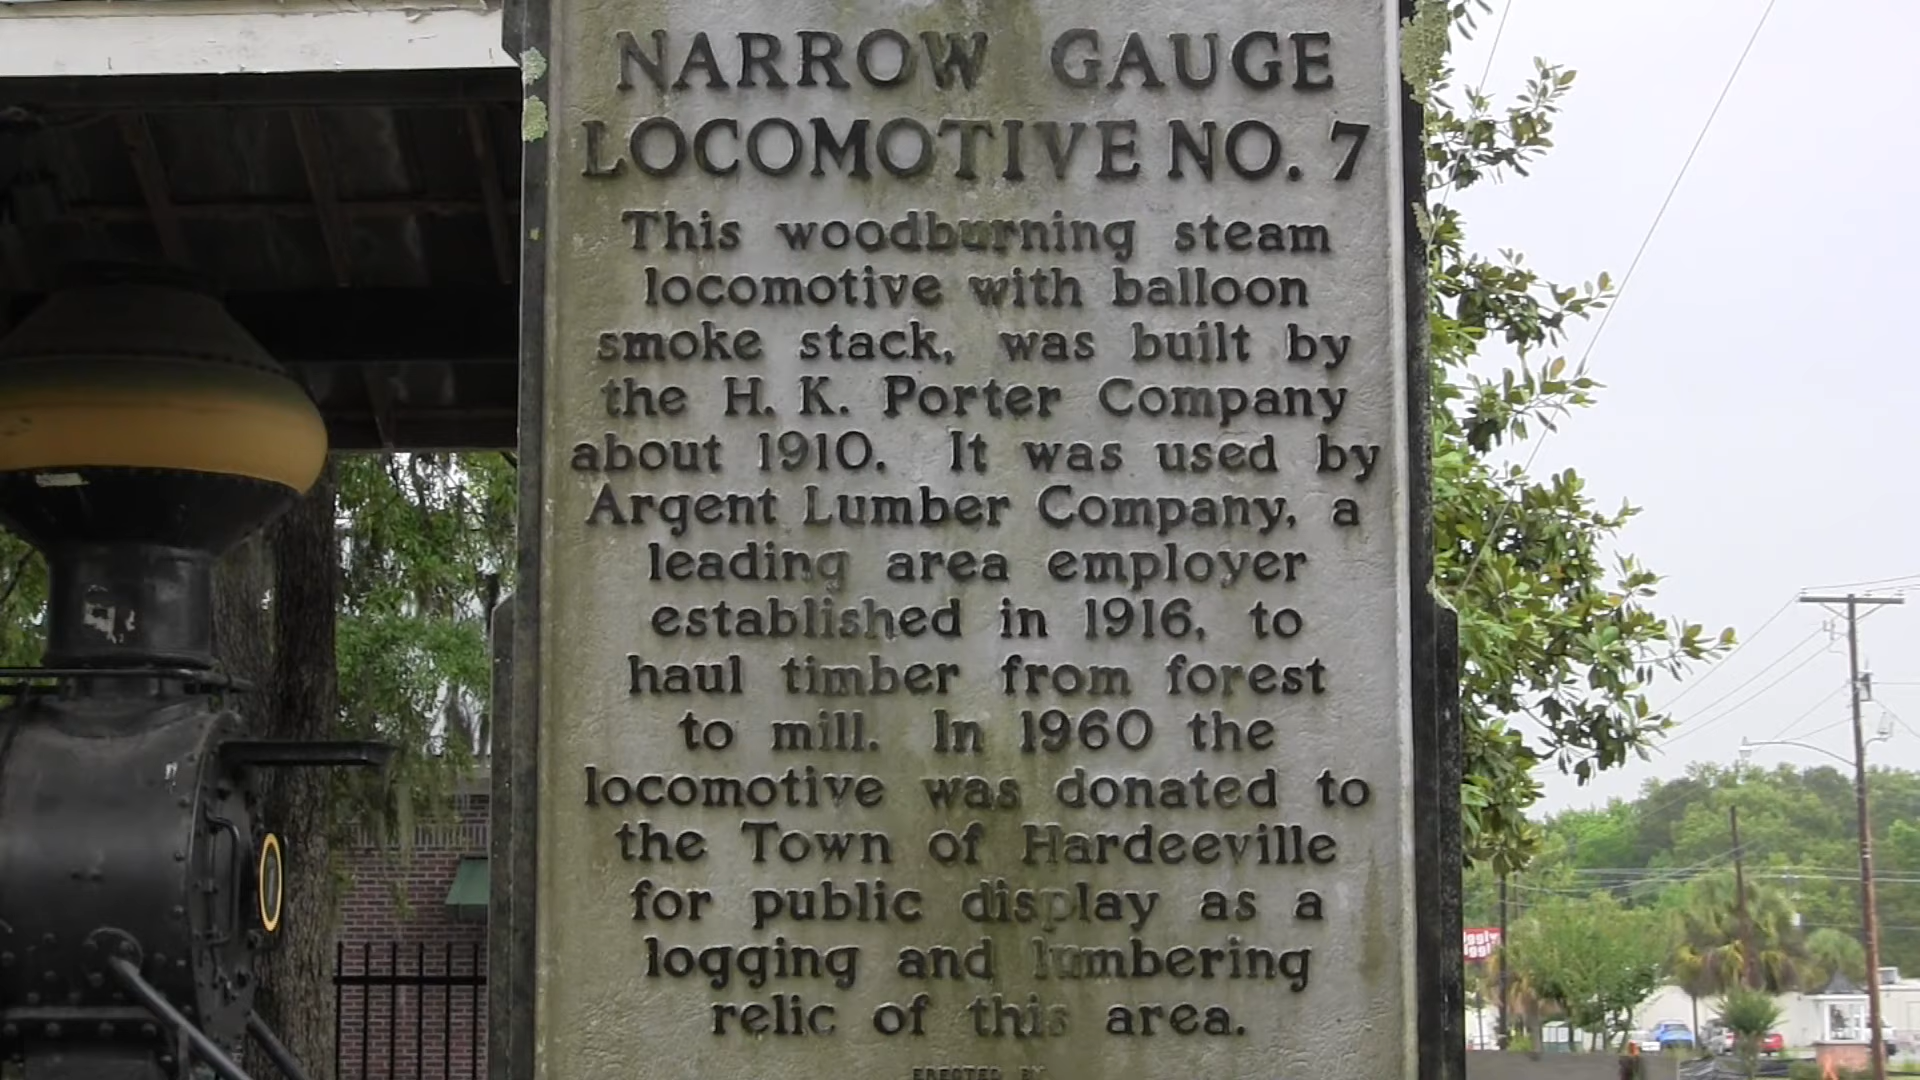 NARROW GAUGE
LOCOMOTIVE NO. 7
This woodburning steam
locomotive with balloon
smoke stack, was built by
the H. K. Porter Company
about 1910. It was used by
Argent Lumber Company, a
leading area employer
established in 1916, to
haul timber from forest
to mill. In 1960 the
locomotive was donated to
the Town of Hardeeville
for public display as a
logging and lumbering
relic of this area.
ERECTED BY